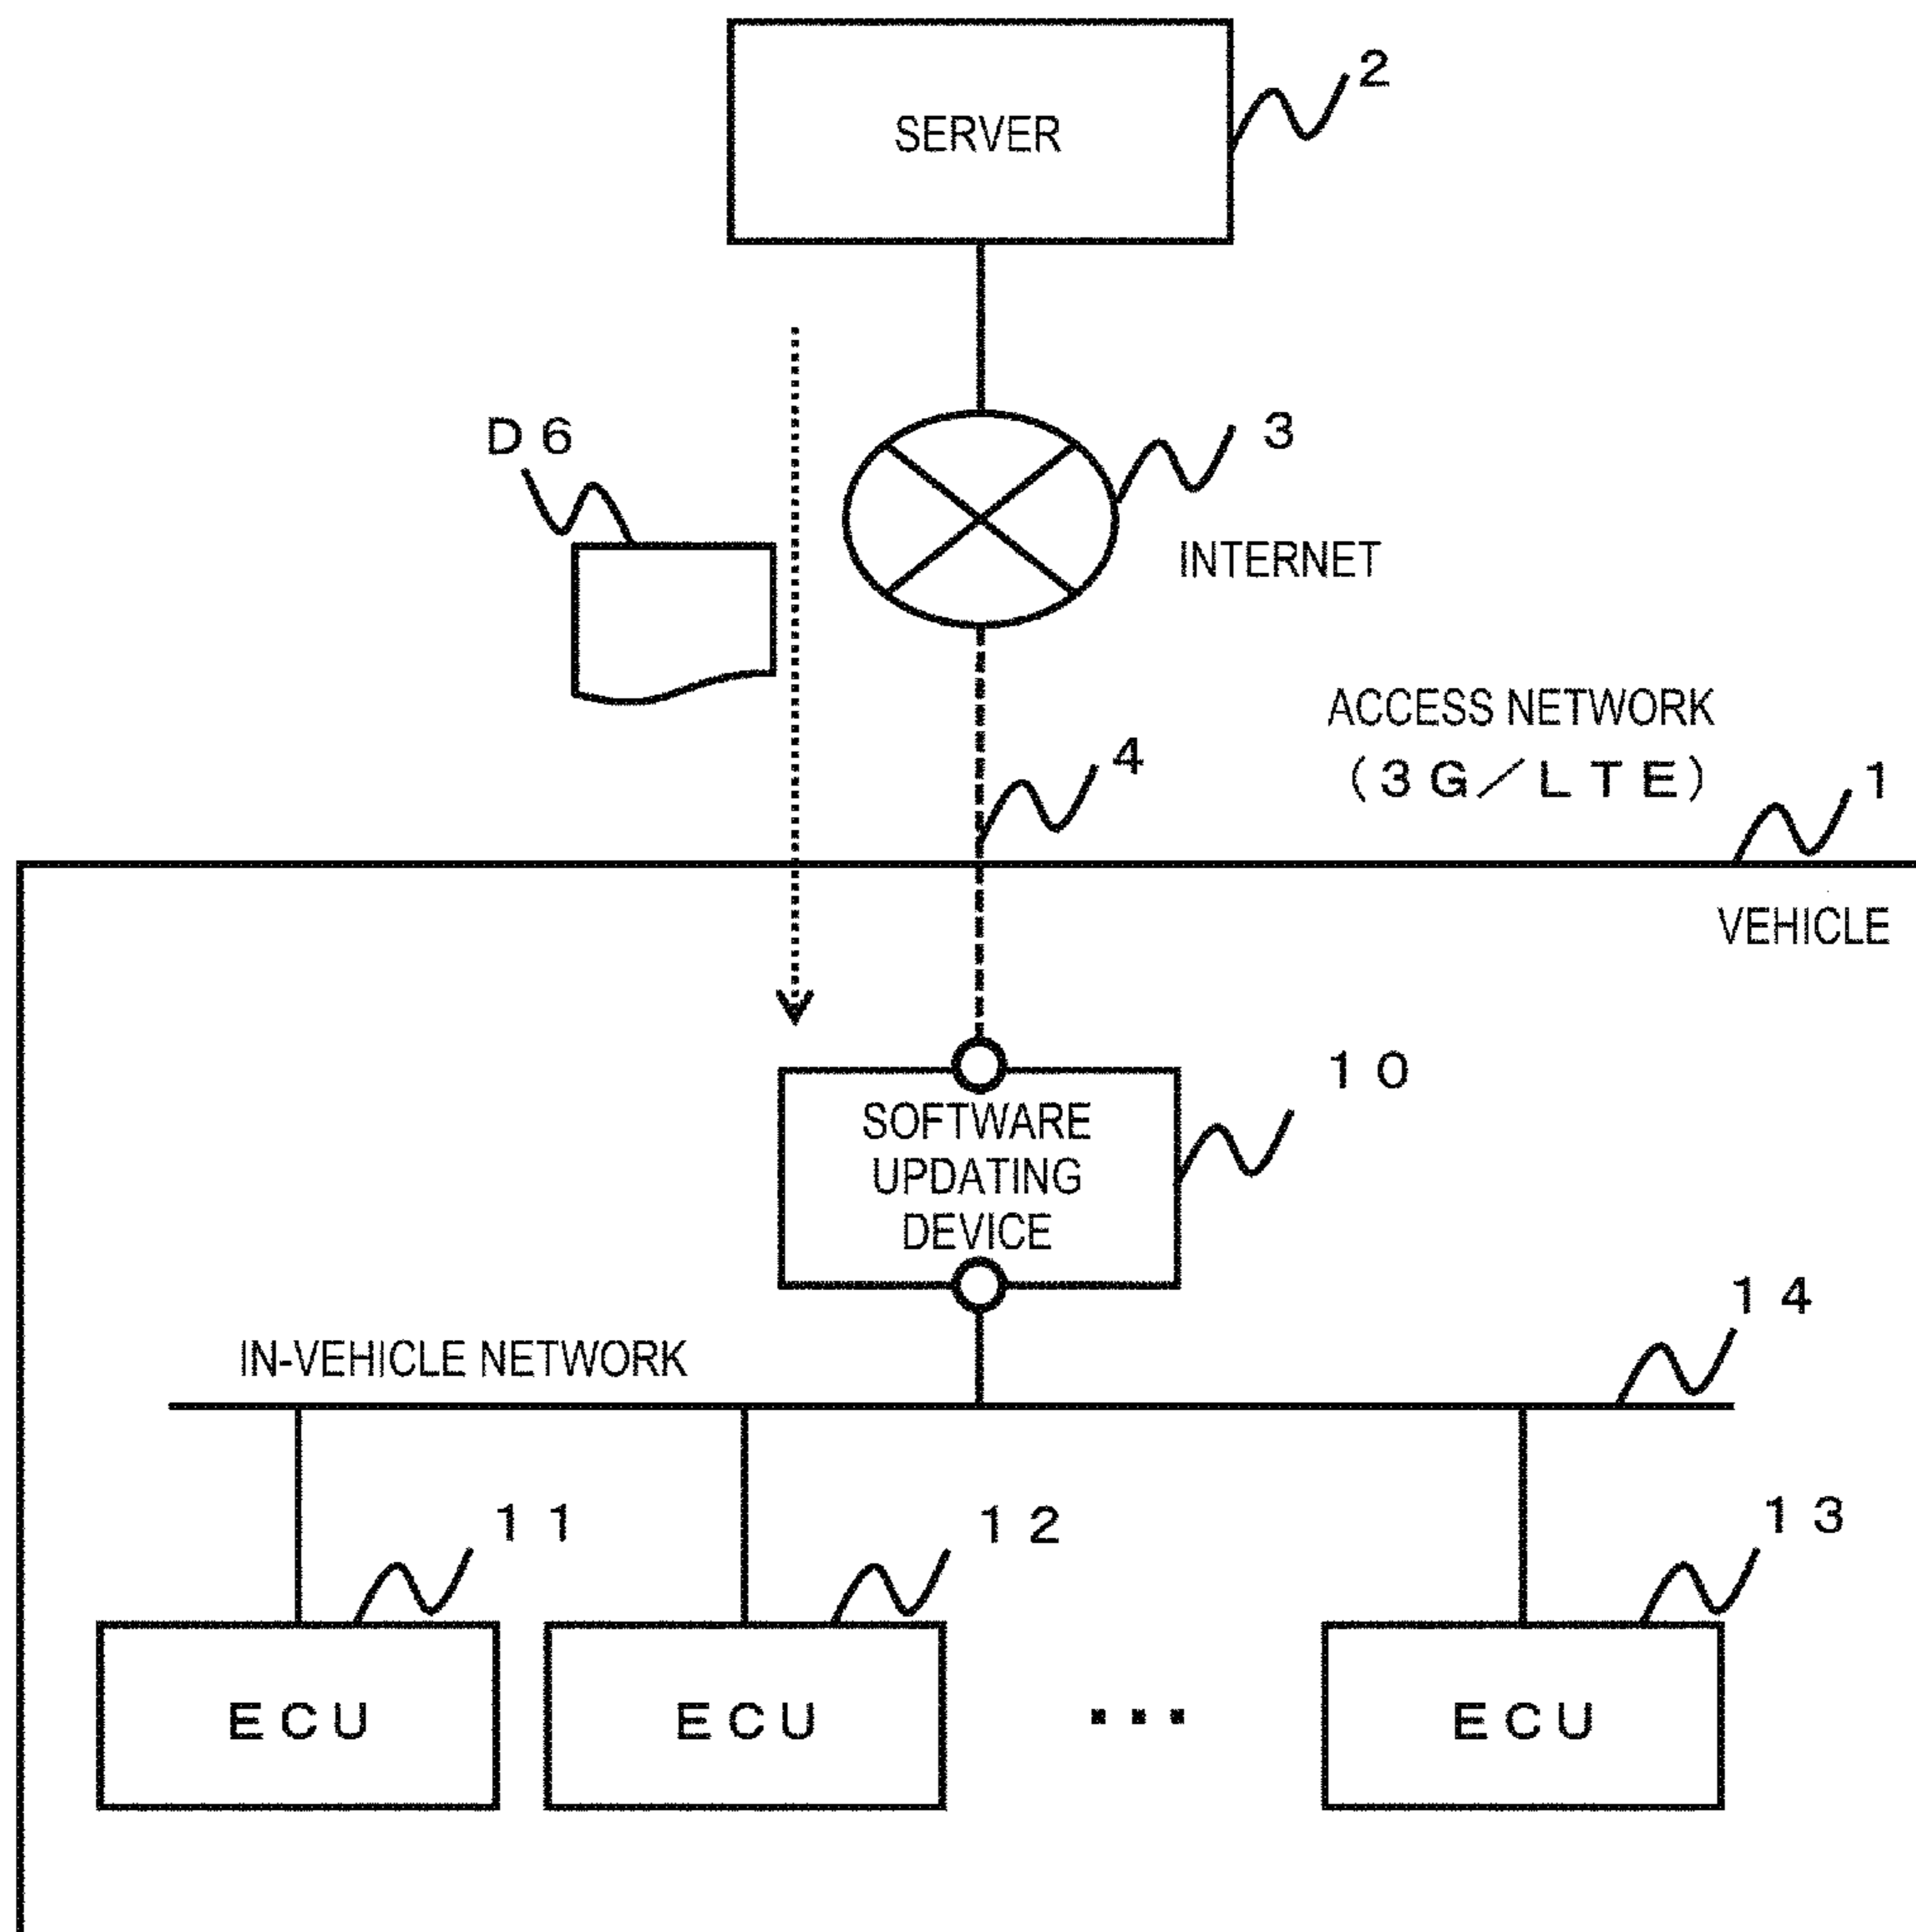 SERVER
2
D6
3
INTERNET
ACCESS NETWORK
(3G/LTE)
4
1
VEHICLE
10
SOFTWARE
UPDATING
DEVICE
14
IN-VEHICLE NETWORK
11
12
13
ECU
ECU
...
ECU